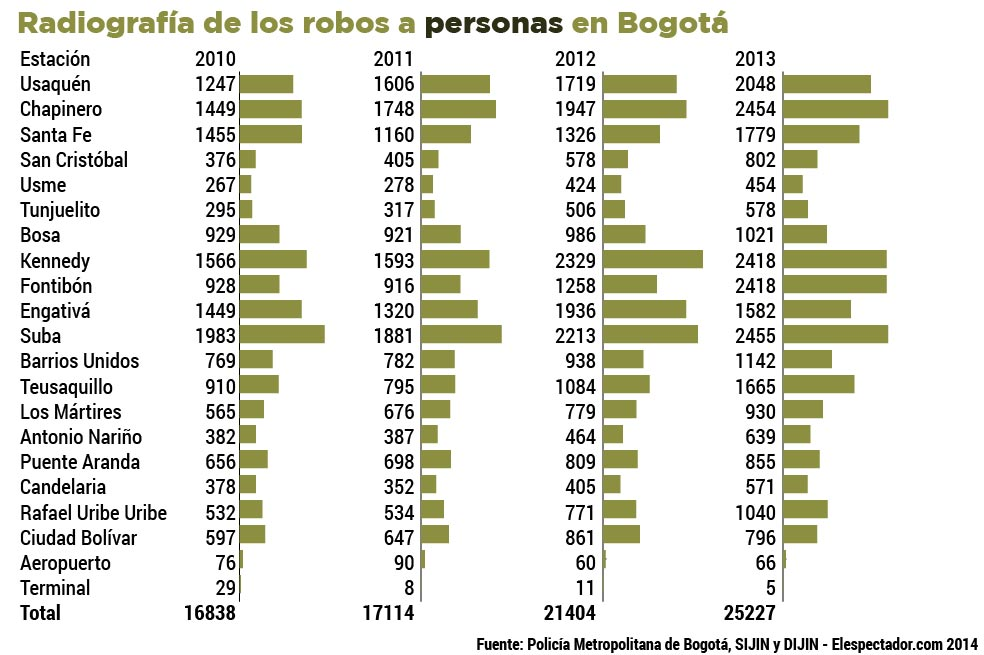 Radiografía de los robos a personas en Bogotá
Estación 2010 2011 2012 2013
Usaquén 1247 1606 1719 2048
Chapinero 1449 1748 1947 2454
Santa Fe 1455 1160 1326 1779
San Cristóbal 376 405 578 802
Usme 267 278 424 454
Tunjuelito 295 317 506 578
Bosa 929 921 986 1021
Kennedy 1566 1593 2329 2418
Fontibón 928 916 1258 2418
Engativá 1449 1320 1936 1582
Suba 1983 1881 2213 2455
Barrios Unidos 769 782 938 1142
Teusaquillo 910 795 1084 1665
Los Mártires 565 676 779 930
Antonio Nariño 382 387 464 639
Puente Aranda 656 698 809 855
Candelaria 378 352 405 571
Rafael Uribe Uribe 532 534 771 1040
Ciudad Bolívar 597 647 861 796
Aeropuerto 76 90 60 66
Terminal 29 8 11 5
Total 16838 17114 21404 25227
Fuente: Policía Metropolitana de Bogotá, SIJIN y DIJIN - Elespectador.com 2014